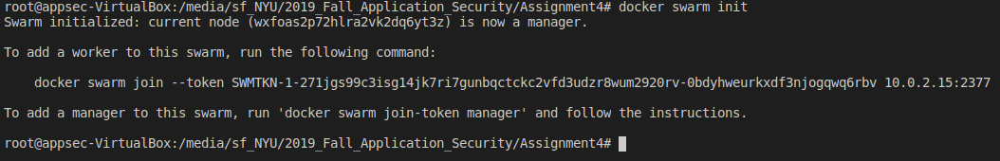 root@appsec-VirtualBox:/media/sf_NYU/2019_Fall_Application_Security/Assignment4# docker swarm init
Swarm initialized: current node (wxfoas2p72hlra2vk2dq6yt3z) is now a manager.
To add a worker to this swarm, run the following command:
docker swarm join --token SWMTKN-1-271jgs99c3isg14jk7ri7gunbqctckc2vfd3udzr8wum2920rv-0bdyhweurkxdf3njogqwq6rbv 10.0.2.15:2377
To add a manager to this swarm, run 'docker swarm join-token manager' and follow the instructions.
root@appsec-VirtualBox:/media/sf_NYU/2019_Fall_Application_Security/Assignment4#